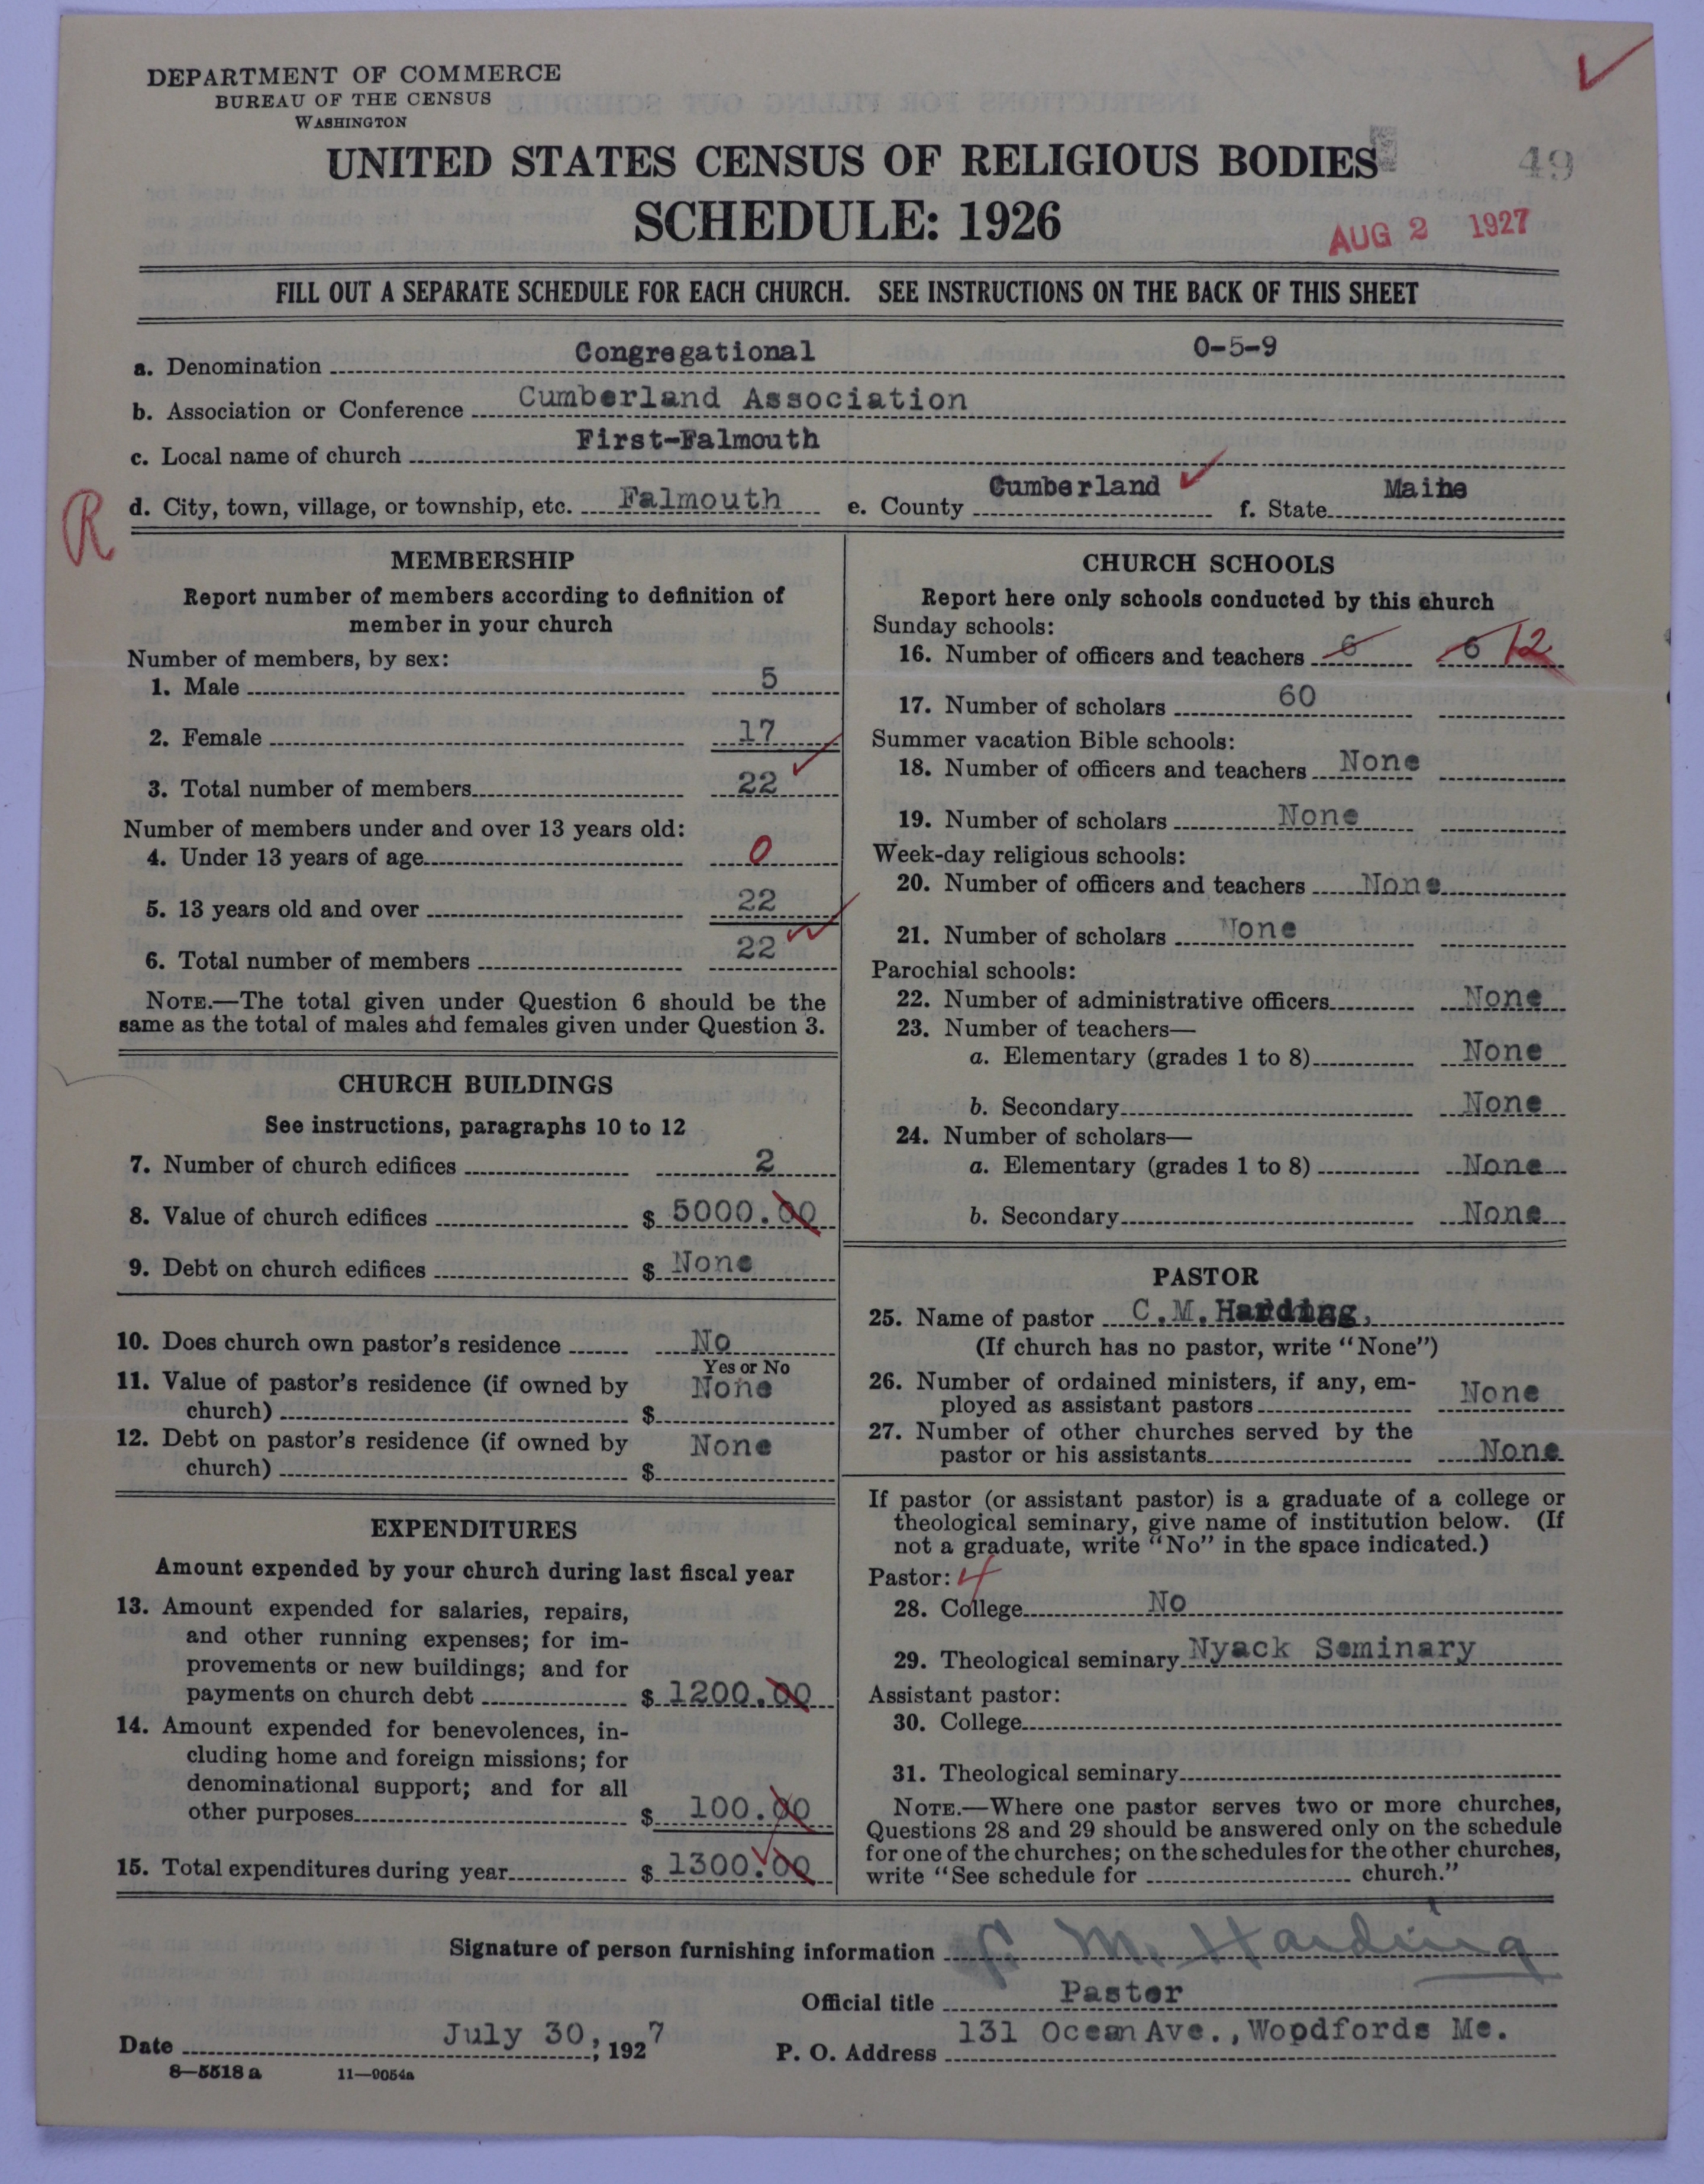 DEPARTMENT OF COMMERCE
BUREAU OF THE CENSUS
WASHINGTON
UNITED STATES CENSUS OF RELIGIOUS BODIES
49
SCHEDULE: 1926
AUG 2 1927
FILL OUT A SEPARATE SCHEDULE FOR EACH CHURCH. SEE INSTRUCTIONS ON THE BACK OF THIS SHEET
a. Denomination Congregational 0-5-9
b. Association or Conference Cumberland Association
c. Local name of church First-Falmouth
R
d. City, town, village, or township, etc. Falmouth e. County Cumberland f. State Maine
MEMBERSHIP
Report number of members according to definition of
member in your church
Number of members, by sex:
1. Male 5
2. Female 17
3. Total number of members 22
Number of members under and over 13 years old:
4. Under 13 years of age 0
5. 13 years old and over 22
6. Total number of members 22
NOTE.—The total given under Question 6 should be the
same as the total of males and females given under Question 3.
CHURCH BUILDINGS
See instructions, paragraphs 10 to 12
7. Number of church edifices 2
8. Value of church edifices $ 5000.00
9. Debt on church edifices $ None
10. Does church own pastor's residence No
Yes or No
11. Value of pastor's residence (if owned by
church) $ None
12. Debt on pastor's residence (if owned by
church) $ None
EXPENDITURES
Amount expended by your church during last fiscal year
13. Amount expended for salaries, repairs,
and other running expenses; for im-
provements or new buildings; and for
payments on church debt $ 1200.00
14. Amount expended for benevolences, in-
cluding home and foreign missions; for
denominational support; and for all
other purposes $ 100.00
15. Total expenditures during year $ 1300.00
CHURCH SCHOOLS
Report here only schools conducted by this church
Sunday schools:
16. Number of officers and teachers 6 6 12
17. Number of scholars 60
Summer vacation Bible schools:
18. Number of officers and teachers None
19. Number of scholars None
Week-day religious schools:
20. Number of officers and teachers None
21. Number of scholars None
Parochial schools:
22. Number of administrative officers None
23. Number of teachers—
a. Elementary (grades 1 to 8) None
b. Secondary None
24. Number of scholars—
a. Elementary (grades 1 to 8) None
b. Secondary None
PASTOR
25. Name of pastor C.M.Harding,
(If church has no pastor, write "None")
26. Number of ordained ministers, if any, em-
ployed as assistant pastors None
27. Number of other churches served by the
pastor or his assistants None
If pastor (or assistant pastor) is a graduate of a college or
theological seminary, give name of institution below. (If
not a graduate, write "No" in the space indicated.)
Pastor: 4
28. College No
29. Theological seminary Nyack Seminary
Assistant pastor:
30. College
31. Theological seminary
NOTE.—Where one pastor serves two or more churches,
Questions 28 and 29 should be answered only on the schedule
for one of the churches; on the schedules for the other churches,
write "See schedule for church."
Signature of person furnishing information C M. Harding
Official title Pastor
Date July 30, 1927 P. O. Address 131 Ocean Ave., Woodfords Me.
8—5518 a 11—9054a